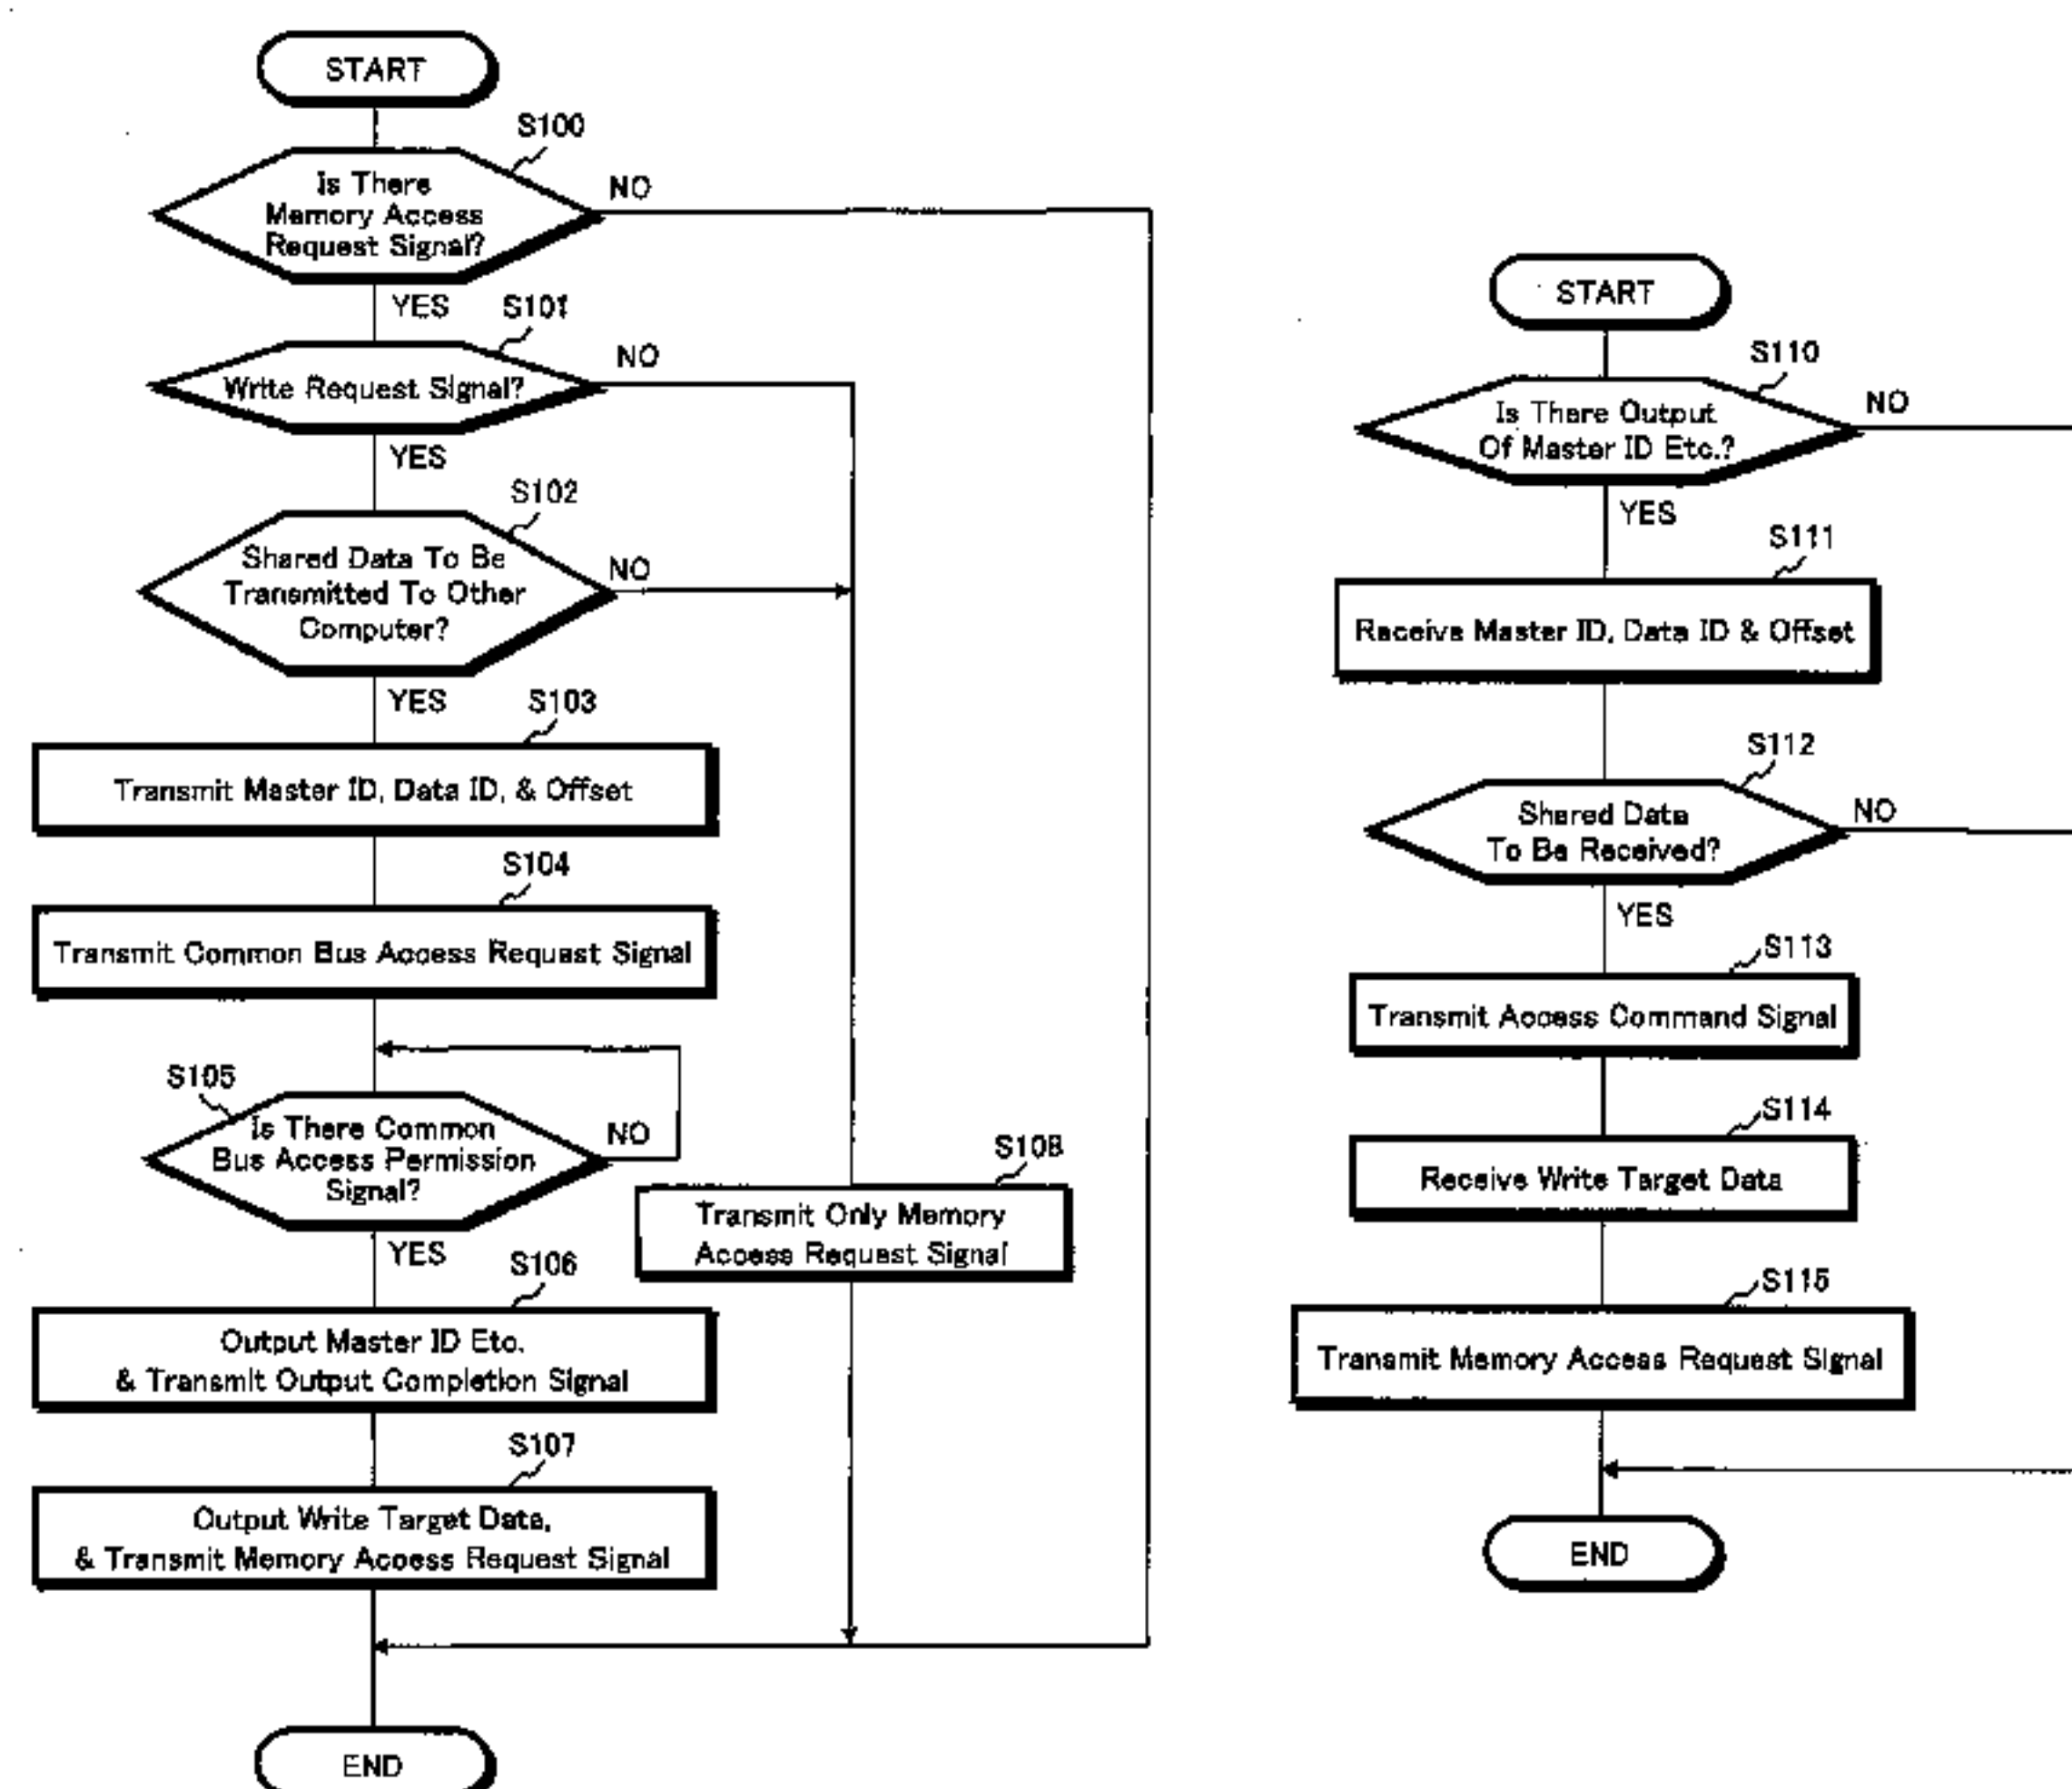 START
S100
Is There
Memory Access
Request Signal?
NO
YES
S101
Write Request Signal?
NO
YES
S102
Shared Data To Be
Transmitted To Other
Computer?
NO
YES
S103
Transmit Master ID, Data ID, & Offset
S104
Transmit Common Bus Access Request Signal
S105
Is There Common
Bus Access Permission
Signal?
NO
YES
S108
Transmit Only Memory
Access Request Signal
S106
Output Master ID Etc.
& Transmit Output Completion Signal
S107
Output Write Target Data,
& Transmit Memory Access Request Signal
END
START
S110
Is There Output
Of Master ID Etc.?
NO
YES
S111
Receive Master ID, Data ID & Offset
S112
Shared Data
To Be Received?
NO
YES
S113
Transmit Access Command Signal
S114
Receive Write Target Data
S115
Transmit Memory Access Request Signal
END